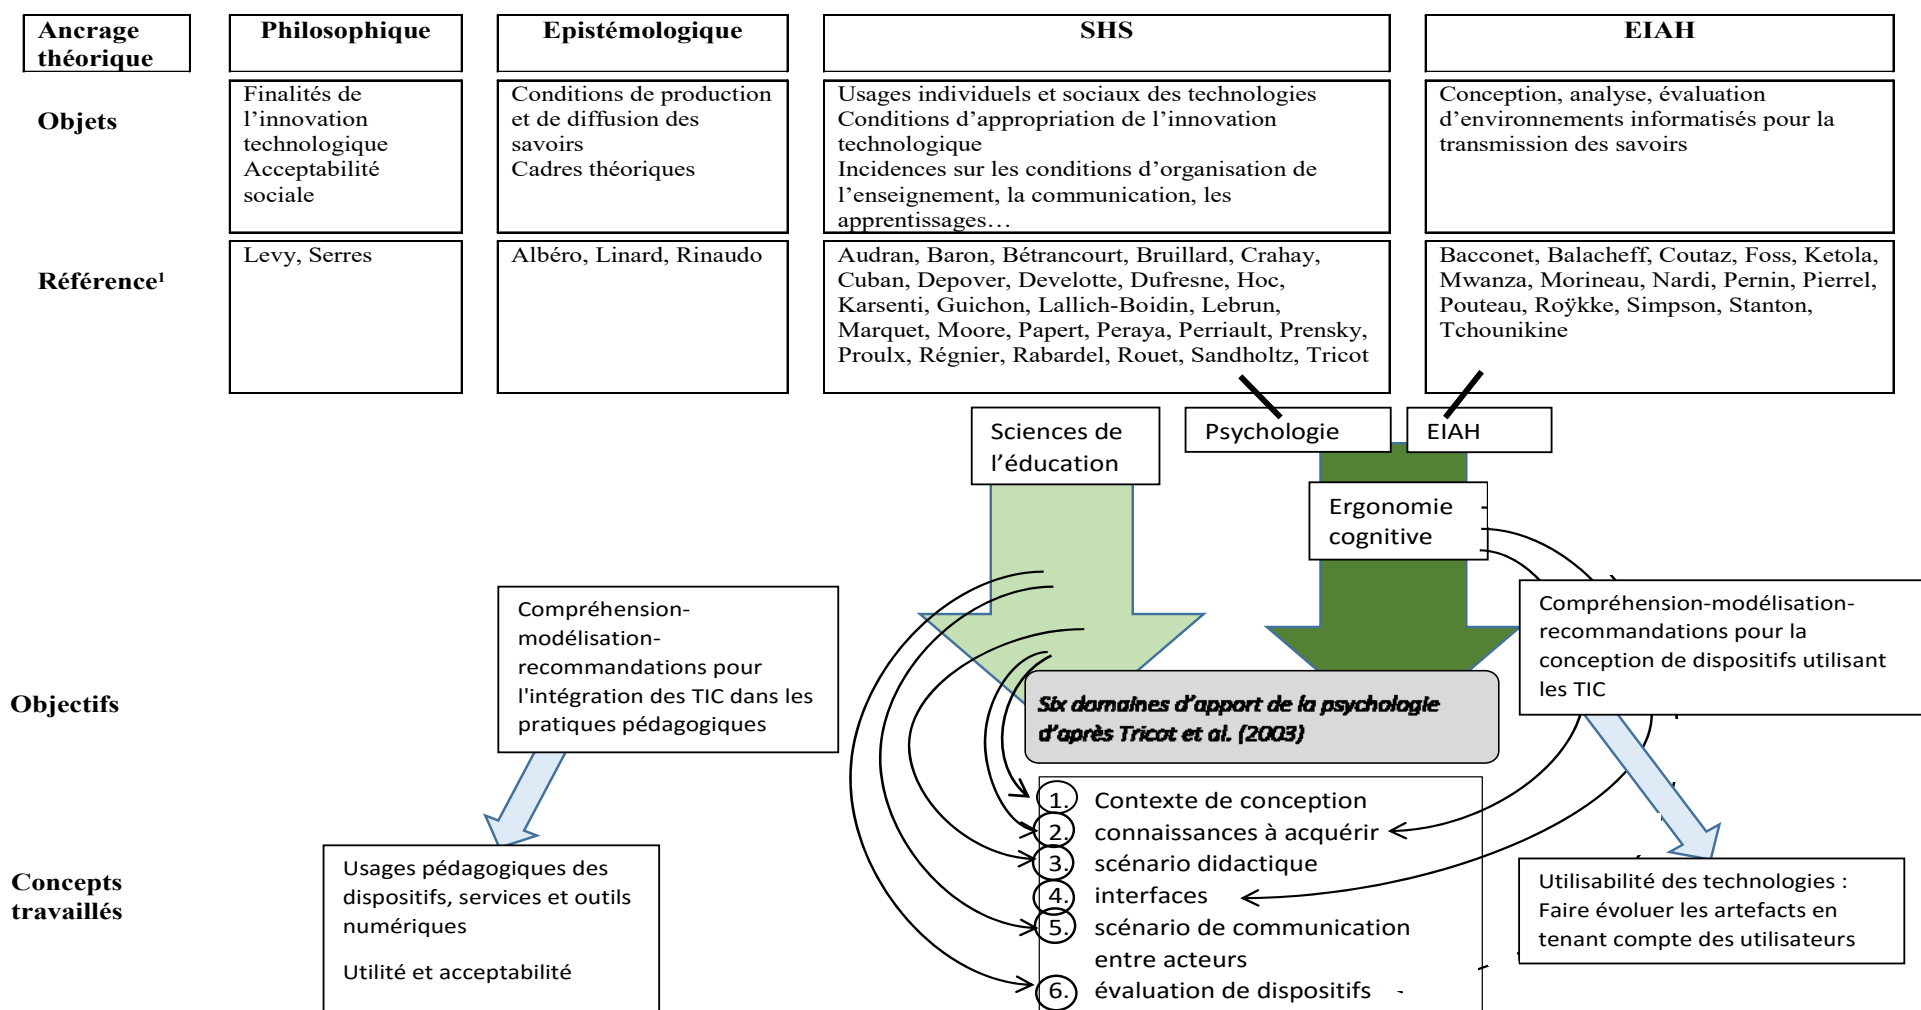 Ancrage
théorique
Philosophique
Epistémologique
SHS
EIAH
Objets
Finalités de
l’innovation
technologique
Acceptabilité
sociale
Conditions de production
et de diffusion des
savoirs
Cadres théoriques
Usages individuels et sociaux des technologies
Conditions d’appropriation de l’innovation
technologique
Incidences sur les conditions d’organisation de
l’enseignement, la communication, les
apprentissages…
Conception, analyse, évaluation
d’environnements informatisés pour la
transmission des savoirs
Référence¹
Levy, Serres
Albéro, Linard, Rinaudo
Audran, Baron, Bétrancourt, Bruillard, Crahay,
Cuban, Depover, Develotte, Dufresne, Hoc,
Karsenti, Guichon, Lallich-Boidin, Lebrun,
Marquet, Moore, Papert, Peraya, Perriault, Prensky,
Proulx, Régnier, Rabardel, Rouet, Sandholtz, Tricot
Bacconet, Balacheff, Coutaz, Foss, Ketola,
Mwanza, Morineau, Nardi, Pernin, Pierrel,
Pouteau, Roÿkke, Simpson, Stanton,
Tchounikine
Sciences de
l’éducation
Psychologie
EIAH
Ergonomie
cognitive
Objectifs
Compréhension-
modélisation-
recommandations pour
l'intégration des TIC dans les
pratiques pédagogiques
Six domaines d’apport de la psychologie
d’après Tricot et al. (2003)
Compréhension-modélisation-
recommandations pour la
conception de dispositifs utilisant
les TIC
Concepts
travaillés
Usages pédagogiques des
dispositifs, services et outils
numériques
Utilité et acceptabilité
1. Contexte de conception
2. connaissances à acquérir
3. scénario didactique
4. interfaces
5. scénario de communication
entre acteurs
6. évaluation de dispositifs
Utilisabilité des technologies :
Faire évoluer les artefacts en
tenant compte des utilisateurs